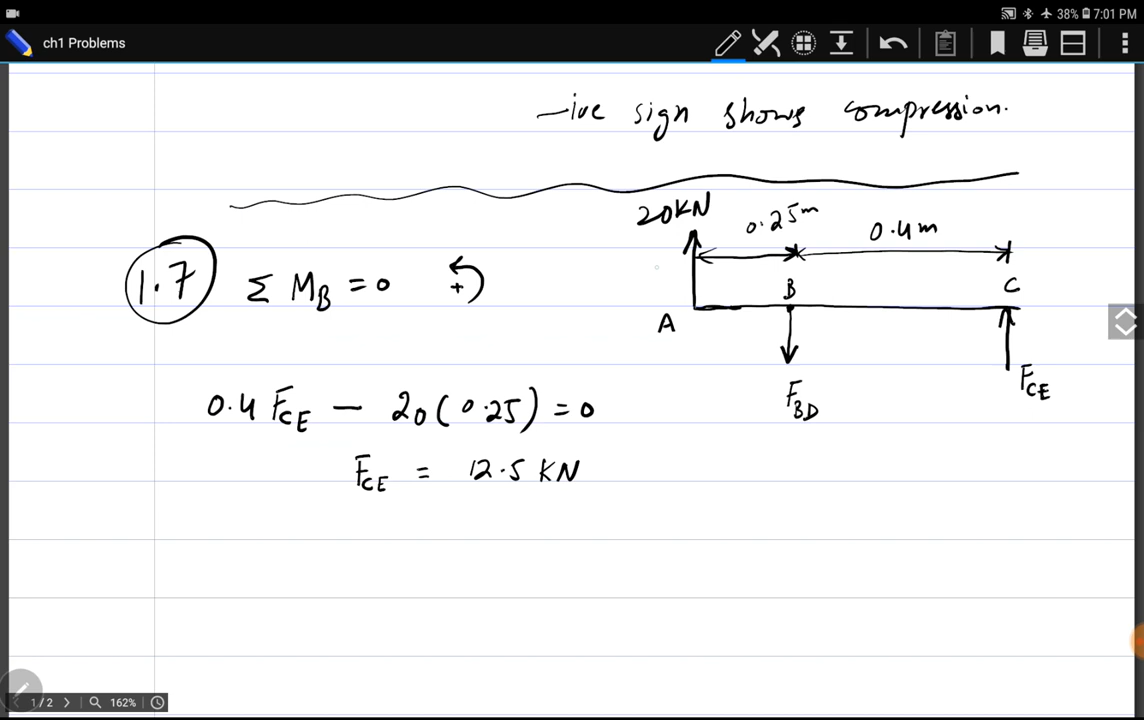 38% 7:01 PM
ch1 Problems
-ive sign shows compression.
20KN
0.25m
0.4m
1.7 Σ M_B = 0 +
B
C
A
F_BD
F_CE
0.4 F_CE - 20(0.25) = 0
F_CE = 12.5 KN
1 / 2 162%